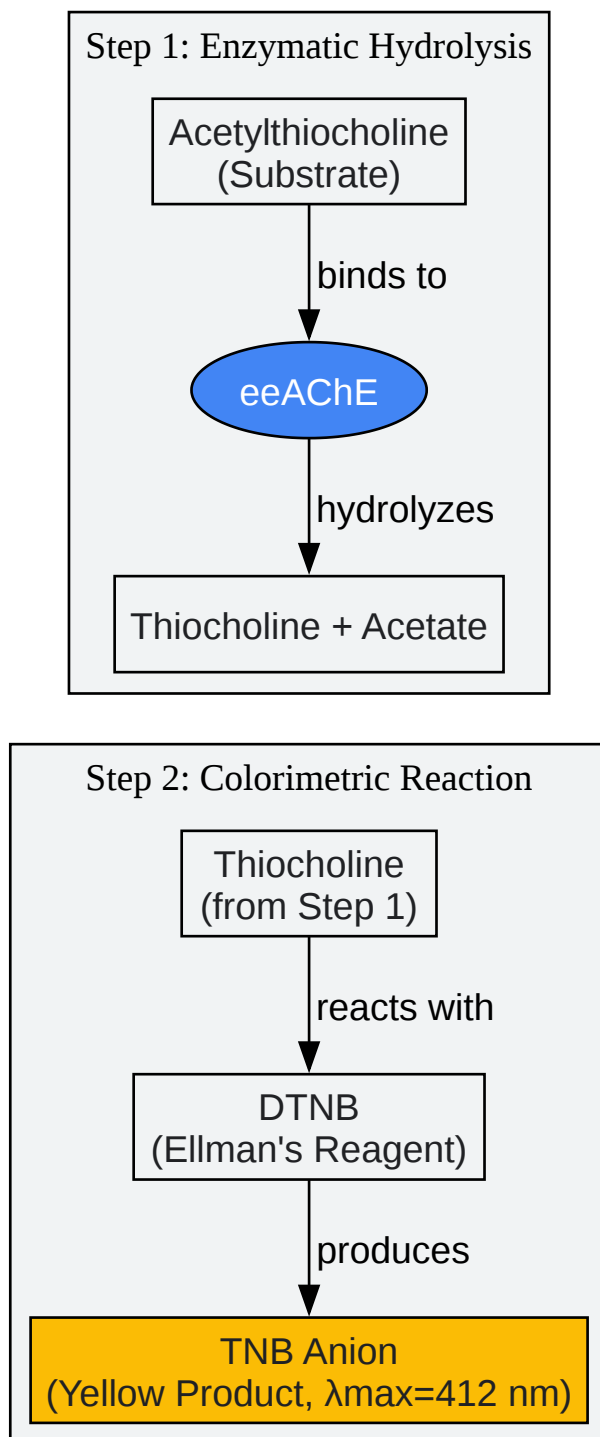 Step 1: Enzymatic Hydrolysis
Acetylthiocholine
(Substrate)
binds to
eeAChE
hydrolyzes
Thiocholine + Acetate
Step 2: Colorimetric Reaction
Thiocholine
(from Step 1)
reacts with
DTNB
(Ellman's Reagent)
produces
TNB Anion
(Yellow Product, λmax=412 nm)